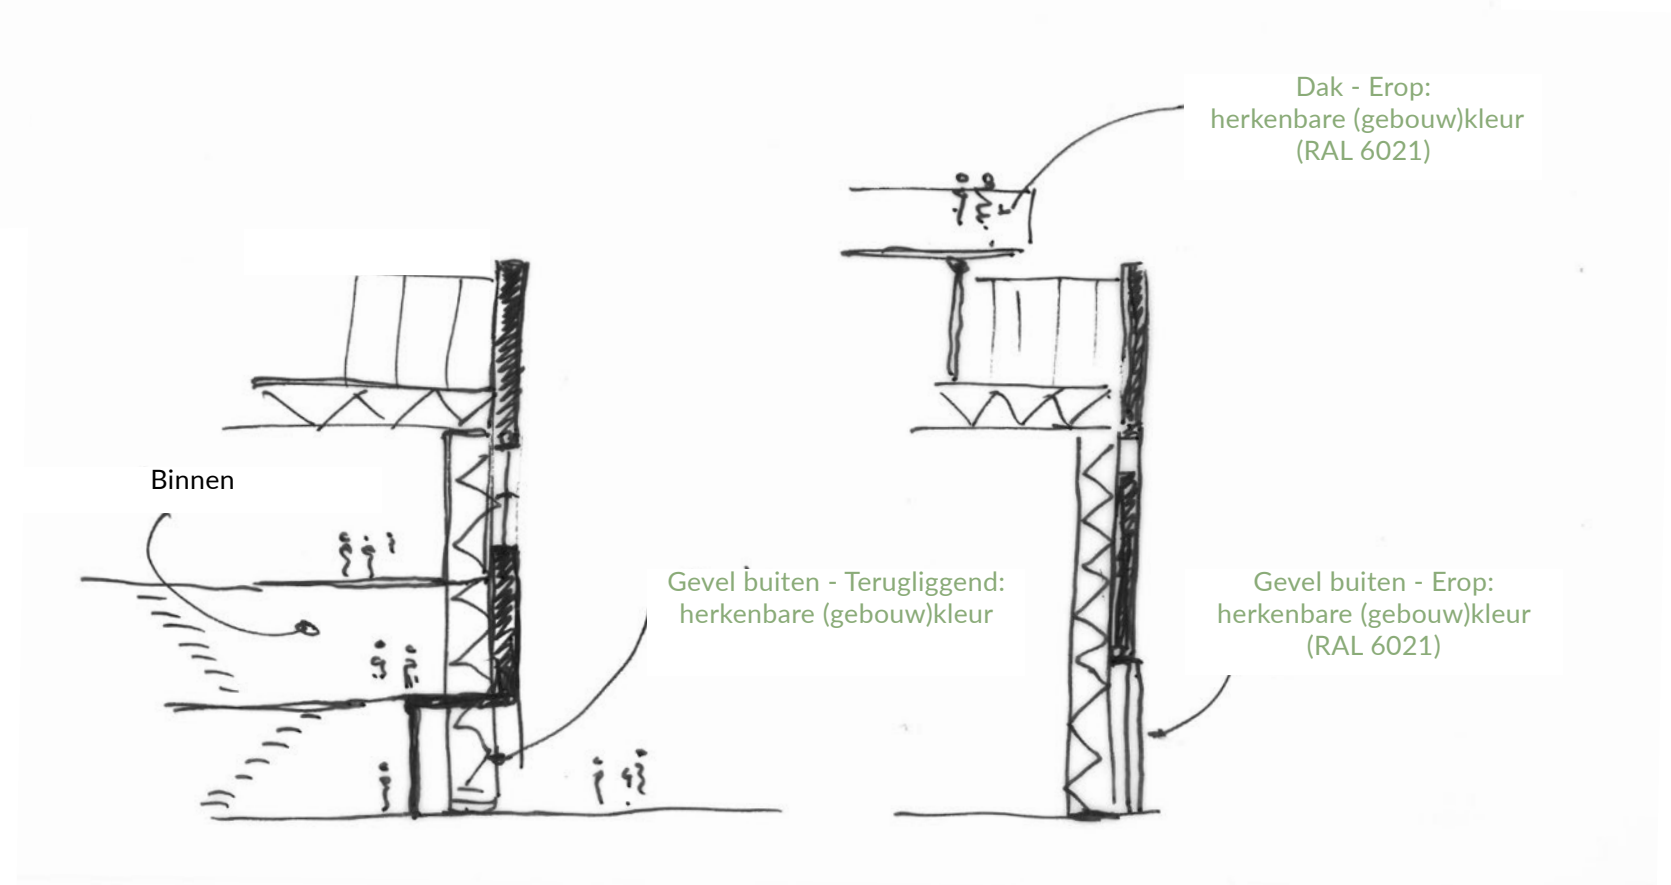 Dak - Erop:
herkenbare (gebouw)kleur
(RAL 6021)
Binnen
Gevel buiten - Terugliggend:
herkenbare (gebouw)kleur
Gevel buiten - Erop:
herkenbare (gebouw)kleur
(RAL 6021)